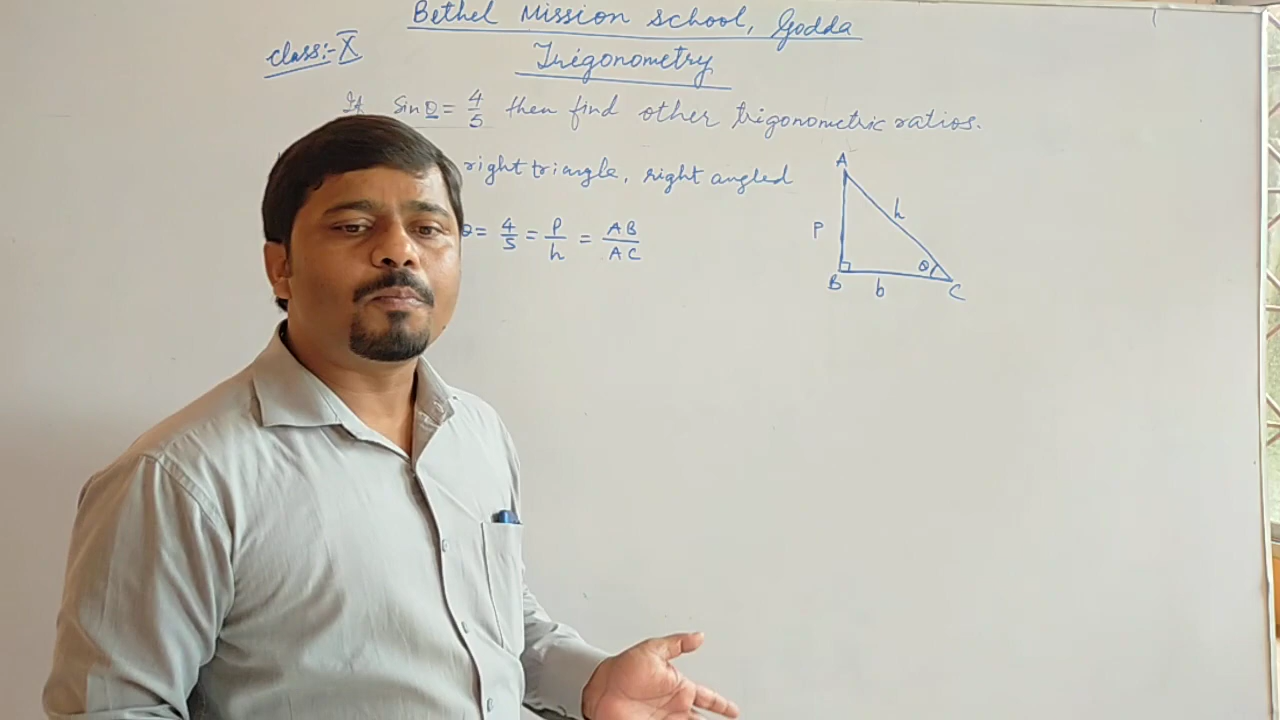 Bethel Mission School, Godda
class:- X
Trigonometry
If Sin θ = 4/5 then find other trigonometric ratios.
right triangle, right angled
θ = 4/5 = P/h = AB/AC
A
h
P
θ
B
b
C